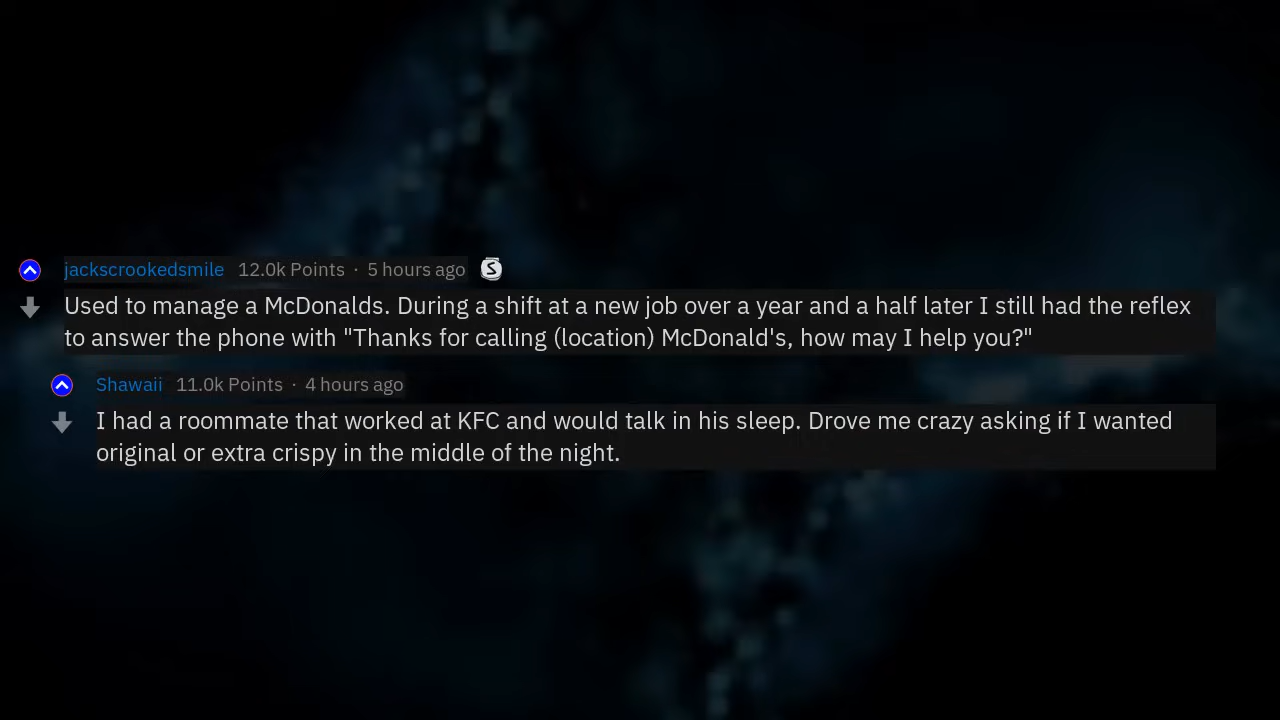 jackscrookedsmile 12.0k Points · 5 hours ago S
Used to manage a McDonalds. During a shift at a new job over a year and a half later I still had the reflex
to answer the phone with "Thanks for calling (location) McDonald's, how may I help you?"
Shawaii 11.0k Points · 4 hours ago
I had a roommate that worked at KFC and would talk in his sleep. Drove me crazy asking if I wanted
original or extra crispy in the middle of the night.